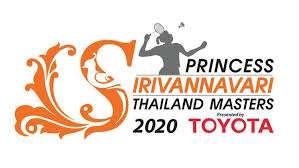 PRINCESS
SIRIVANNAVARI
THAILAND MASTERS
Presented by
2020 TOYOTA